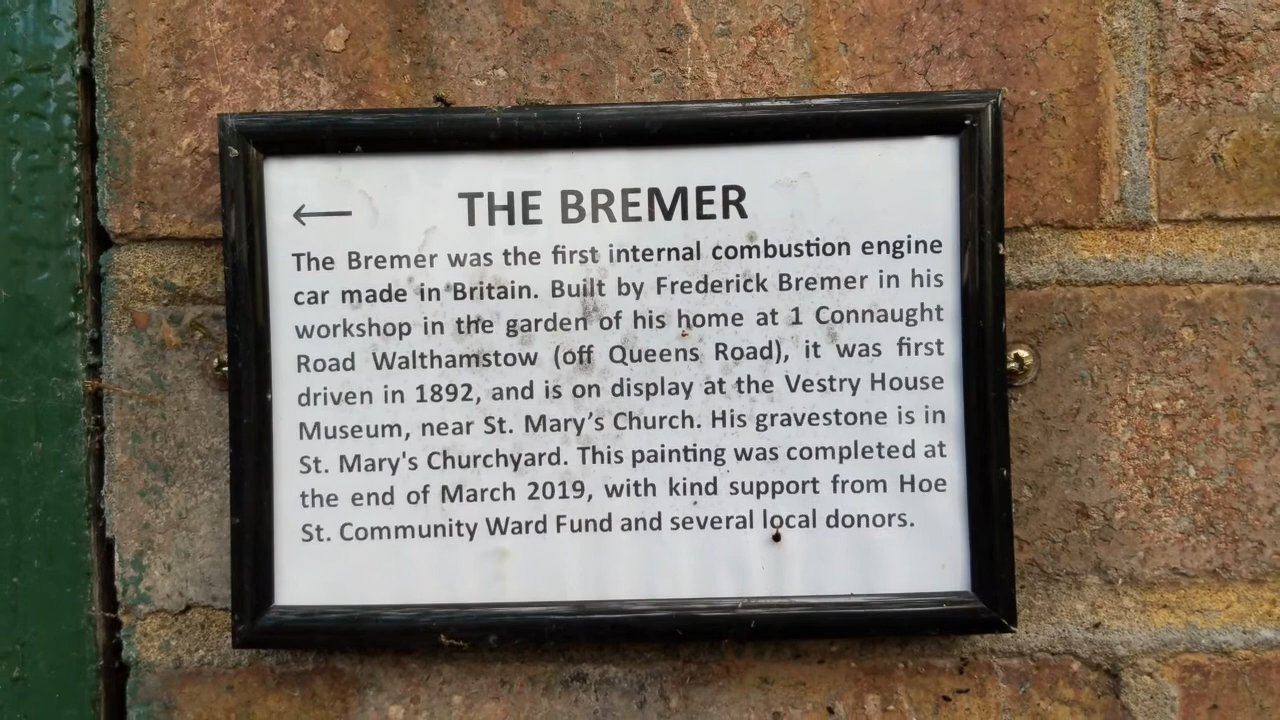 ← THE BREMER
The Bremer was the first internal combustion engine
car made in Britain. Built by Frederick Bremer in his
workshop in the garden of his home at 1 Connaught
Road Walthamstow (off Queens Road), it was first
driven in 1892, and is on display at the Vestry House
Museum, near St. Mary’s Church. His gravestone is in
St. Mary's Churchyard. This painting was completed at
the end of March 2019, with kind support from Hoe
St. Community Ward Fund and several local donors.